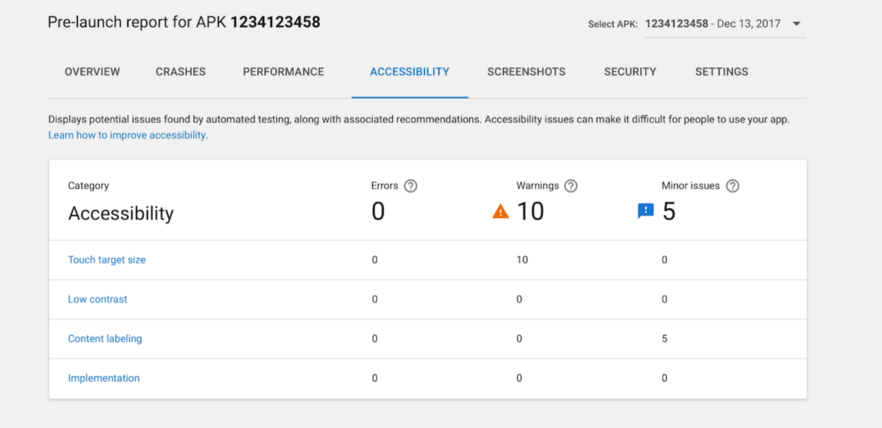 Pre-launch report for APK 1234123458
Select APK: 1234123458 - Dec 13, 2017
OVERVIEW CRASHES PERFORMANCE ACCESSIBILITY SCREENSHOTS SECURITY SETTINGS
Displays potential issues found by automated testing, along with associated recommendations. Accessibility issues can make it difficult for people to use your app.
Learn how to improve accessibility.
Category Errors ? Warnings ? Minor issues ?
Accessibility 0 ! 10 ! 5
Touch target size 0 10 0
Low contrast 0 0 0
Content labeling 0 0 5
Implementation 0 0 0